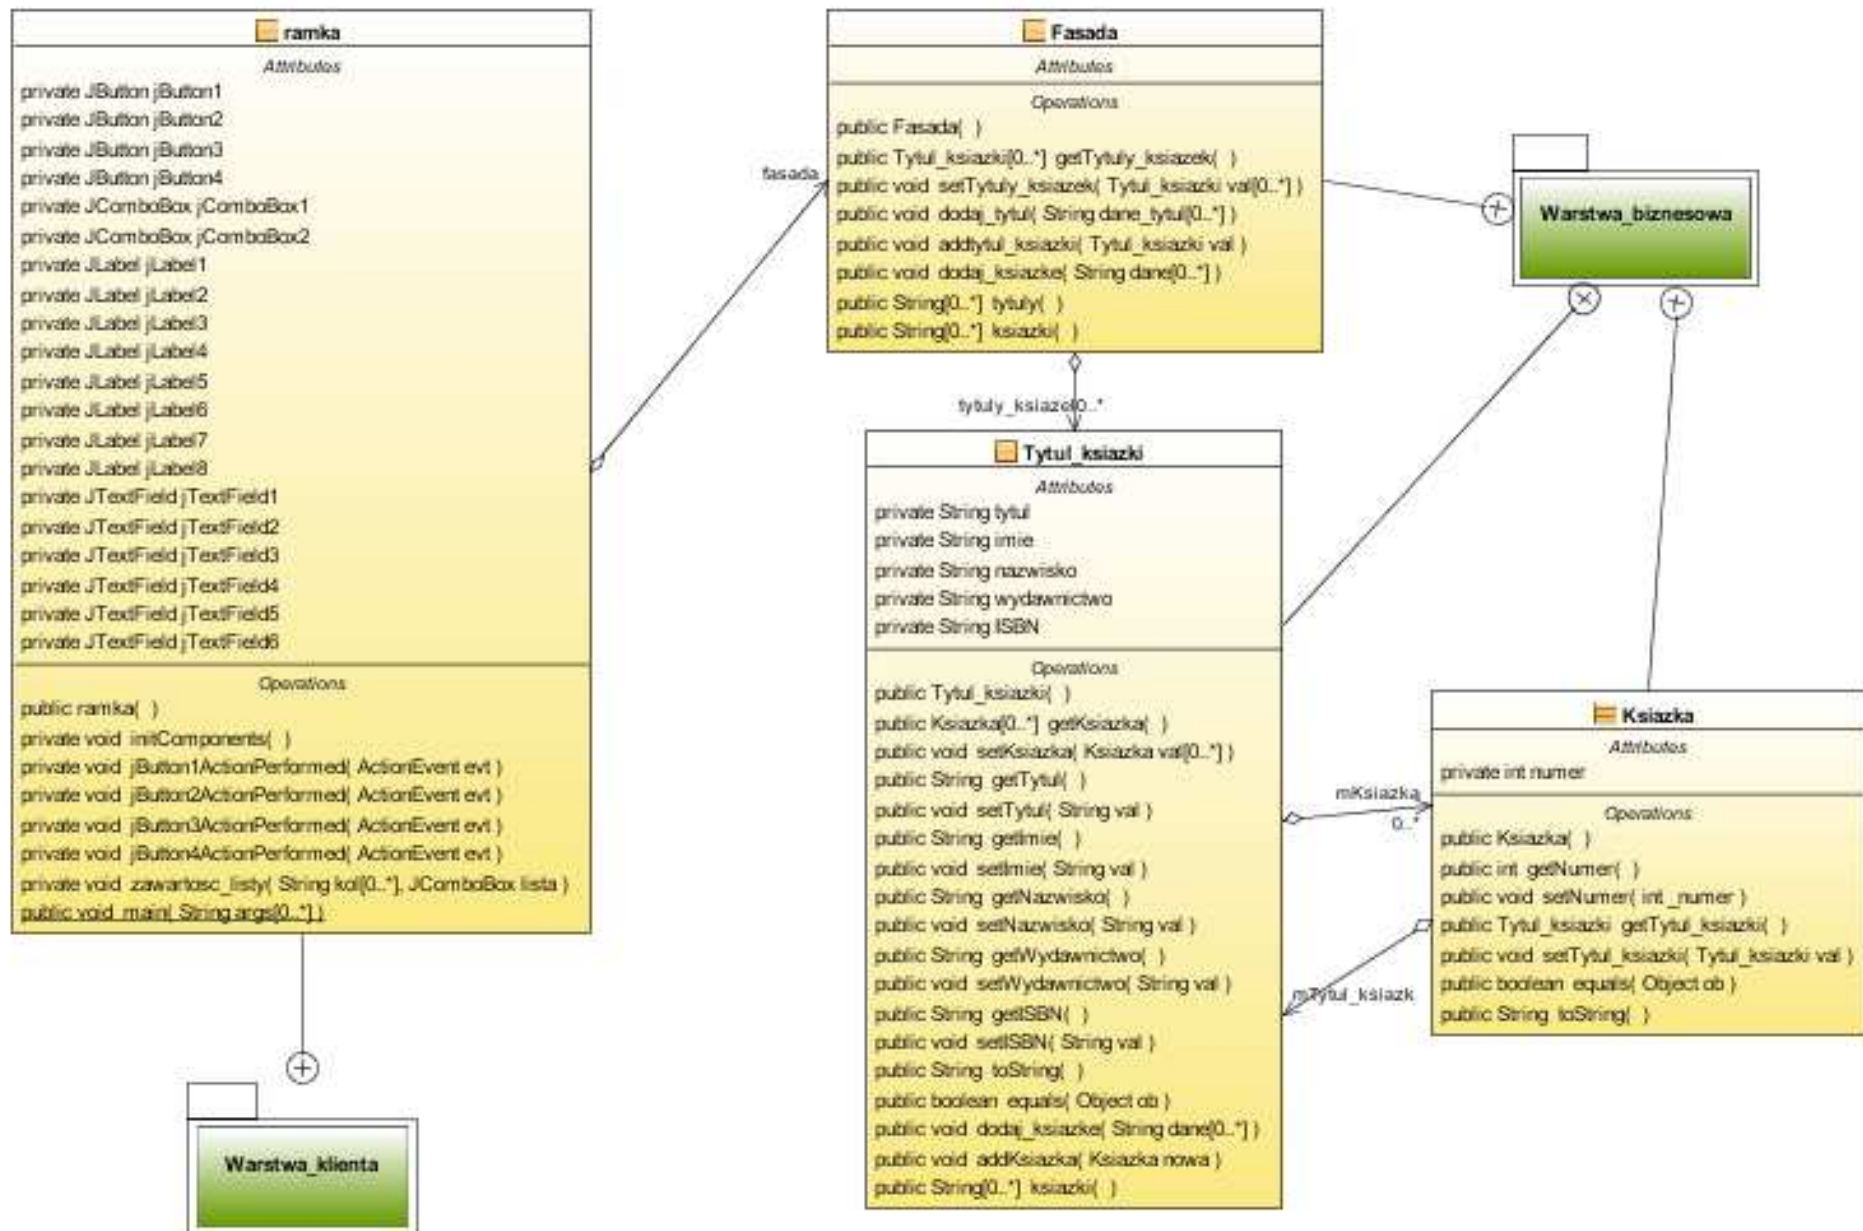 ramka
Attributes
private JButton jButton1
private JButton jButton2
private JButton jButton3
private JButton jButton4
private JComboBox jComboBox1
private JComboBox jComboBox2
private JLabel jLabel1
private JLabel jLabel2
private JLabel jLabel3
private JLabel jLabel4
private JLabel jLabel5
private JLabel jLabel6
private JLabel jLabel7
private JLabel jLabel8
private JTextField jTextField1
private JTextField jTextField2
private JTextField jTextField3
private JTextField jTextField4
private JTextField jTextField5
private JTextField jTextField6
Operations
public ramka( )
private void initComponents( )
private void jButton1ActionPerformed( ActionEvent evt )
private void jButton2ActionPerformed( ActionEvent evt )
private void jButton3ActionPerformed( ActionEvent evt )
private void jButton4ActionPerformed( ActionEvent evt )
private void zawartosc_listy( String kol[0..*], JComboBox lista )
public void main( String args[0..*] )
Warstwa_klienta
fasada
Fasada
Attributes
Operations
public Fasada( )
public Tytul_ksiazki[0..*] getTytuly_ksiazek( )
public void setTytuly_ksiazek( Tytul_ksiazki val[0..*] )
public void dodaj_tytul( String dane_tytul[0..*] )
public void addtytul_ksiazki( Tytul_ksiazki val )
public void dodaj_ksiazke( String dane[0..*] )
public String[0..*] tytuly( )
public String[0..*] ksiazki( )
Warstwa_biznesowa
tytuly_ksiaze 0..*
Tytul_ksiazki
Attributes
private String tytul
private String imie
private String nazwisko
private String wydawnictwo
private String ISBN
Operations
public Tytul_ksiazki( )
public Ksiazka[0..*] getKsiazka( )
public void setKsiazka( Ksiazka val[0..*] )
public String getTytul( )
public void setTytul( String val )
public String getImie( )
public void setImie( String val )
public String getNazwisko( )
public void setNazwisko( String val )
public String getWydawnictwo( )
public void setWydawnictwo( String val )
public String getISBN( )
public void setISBN( String val )
public String toString( )
public boolean equals( Object ob )
public void dodaj_ksiazke( String dane[0..*] )
public void addKsiazka( Ksiazka nowa )
public String[0..*] ksiazki( )
mKsiazka
0..*
mTytul_ksiazk
Ksiazka
Attributes
private int numer
Operations
public Ksiazka( )
public int getNumer( )
public void setNumer( int _numer )
public Tytul_ksiazki getTytul_ksiazki( )
public void setTytul_ksiazki( Tytul_ksiazki val )
public boolean equals( Object ob )
public String toString( )